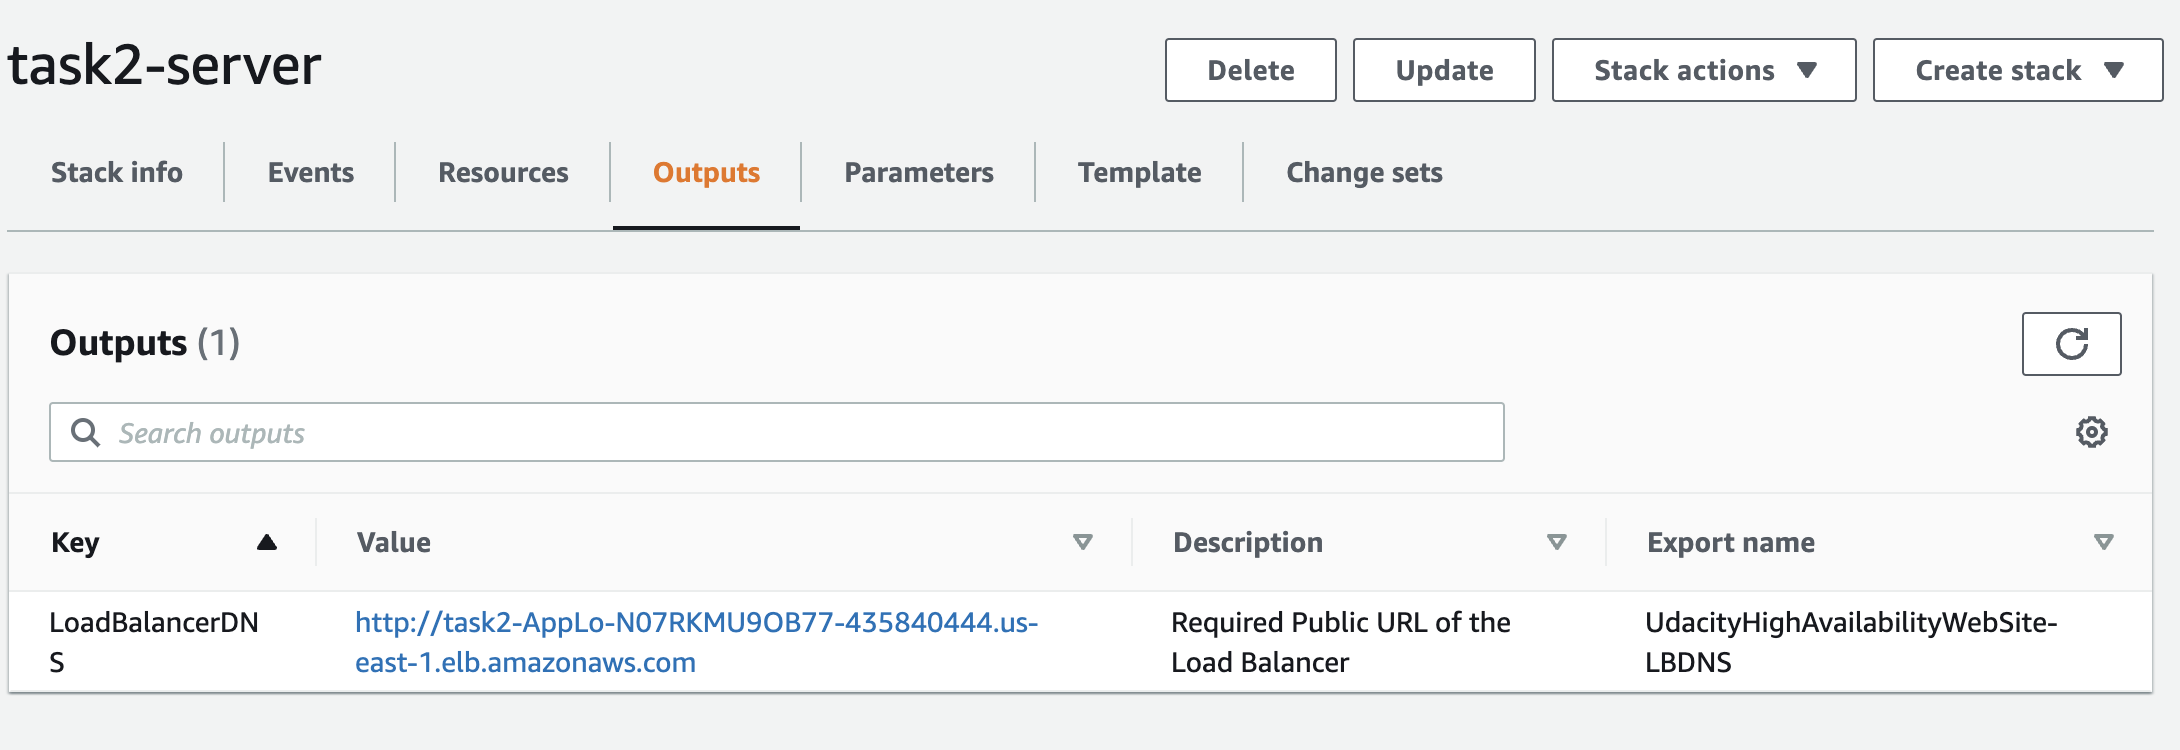 task2-server
Delete
Update
Stack actions
Create stack
Stack info
Events
Resources
Outputs
Parameters
Template
Change sets
Outputs (1)
Search outputs
Key
Value
Description
Export name
LoadBalancerDN
S
http://task2-AppLo-N07RKMU9OB77-435840444.us-
east-1.elb.amazonaws.com
Required Public URL of the
Load Balancer
UdacityHighAvailabilityWebSite-
LBDNS